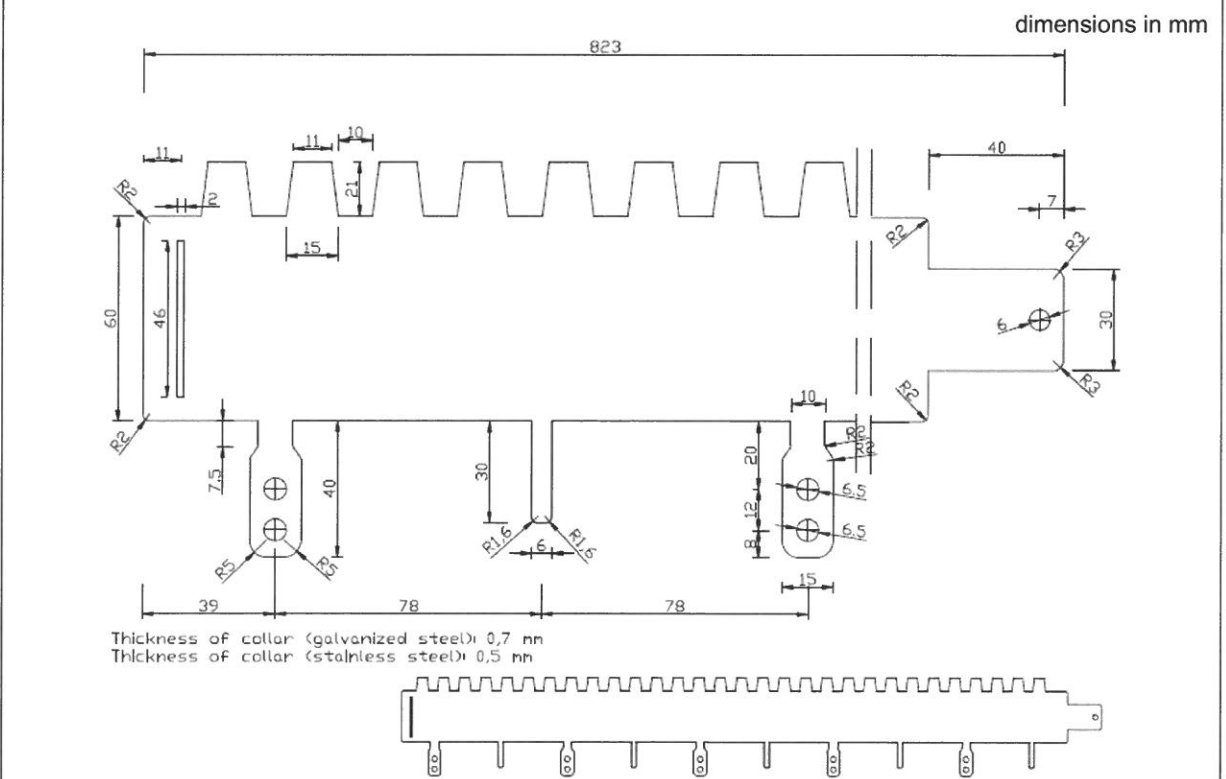 dimensions in mm
823
11
11
10
40
21
2
7
R2
R2
R3
15
60
46
6
30
10
R2
R2
R3
R2
R2
7,5
40
30
20
6.5
12
6.5
8
R5
R5
R1,6
6
R1,6
15
39
78
78
Thickness of collar (galvanized steel): 0,7 mm
Thickness of collar (stainless steel): 0,5 mm